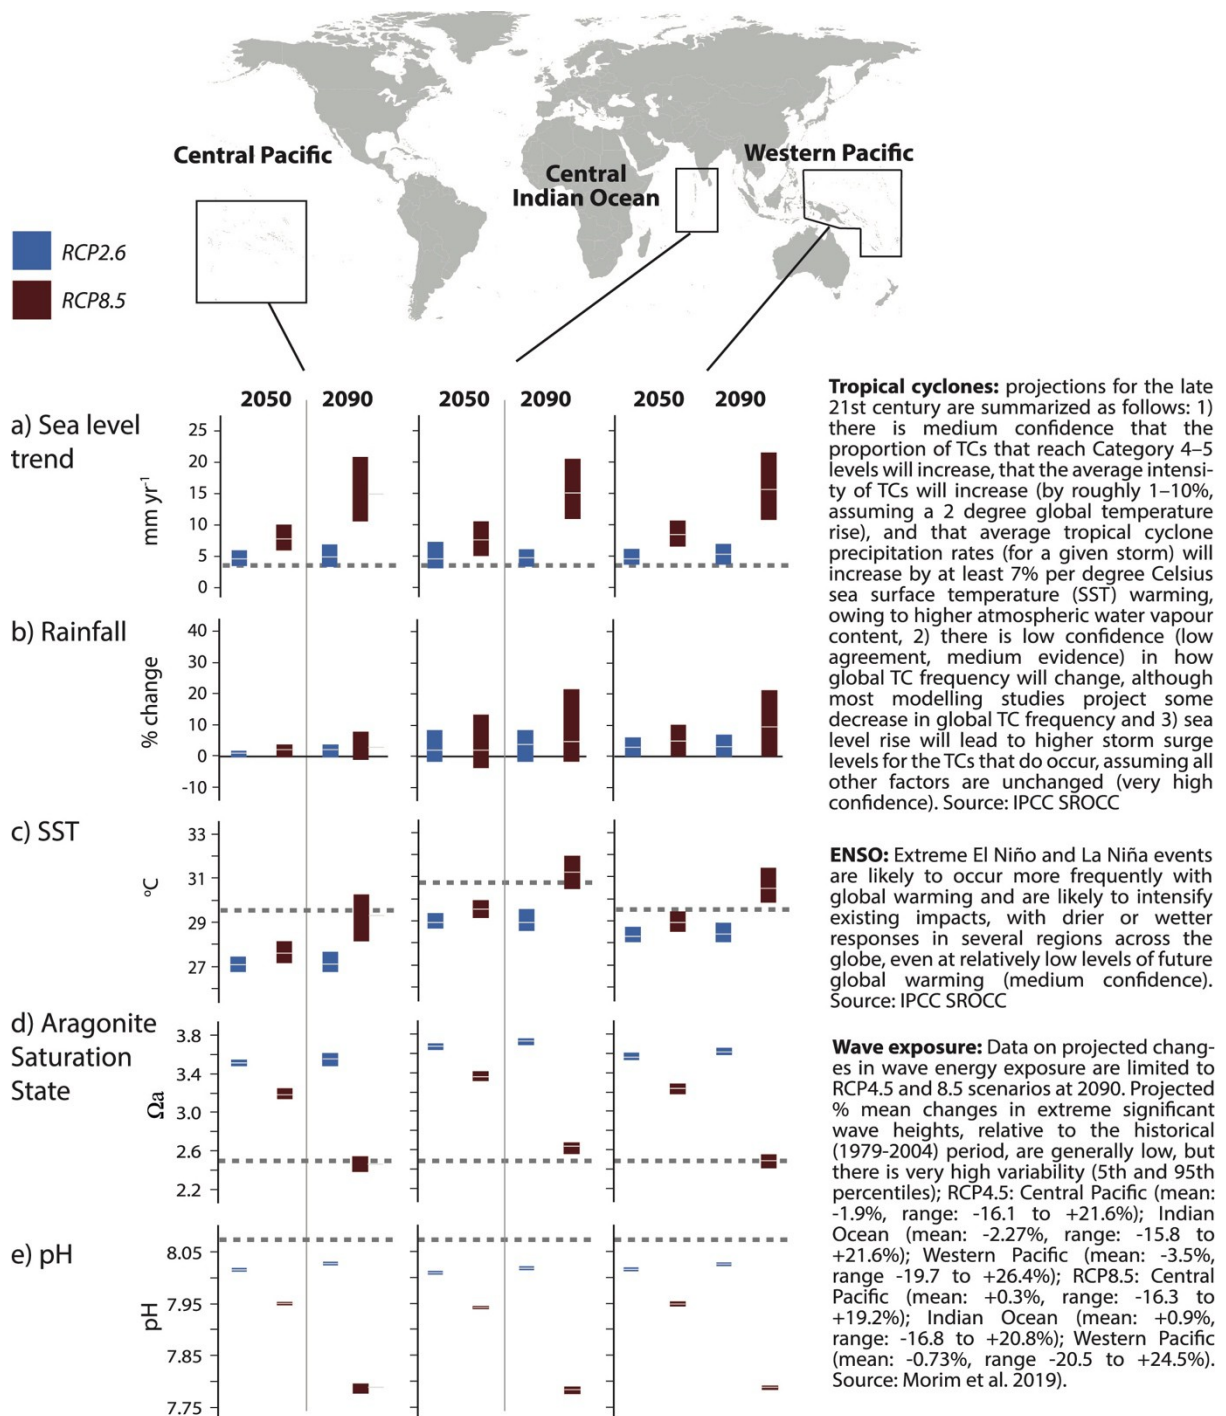 Central Pacific
Central
Indian Ocean
Western Pacific
RCP2.6
RCP8.5
2050 2090 2050 2090 2050 2090
a) Sea level
trend
mm yr-1
25
20
15
10
5
0
b) Rainfall
% change
40
30
20
10
0
-10
c) SST
ºC
33
31
29
27
d) Aragonite
Saturation
State
Ωa
3.8
3.4
3.0
2.6
2.2
e) pH
pH
8.05
7.95
7.85
7.75
Tropical cyclones: projections for the late
21st century are summarized as follows: 1)
there is medium confidence that the
proportion of TCs that reach Category 4–5
levels will increase, that the average intensi-
ty of TCs will increase (by roughly 1–10%,
assuming a 2 degree global temperature
rise), and that average tropical cyclone
precipitation rates (for a given storm) will
increase by at least 7% per degree Celsius
sea surface temperature (SST) warming,
owing to higher atmospheric water vapour
content, 2) there is low confidence (low
agreement, medium evidence) in how
global TC frequency will change, although
most modelling studies project some
decrease in global TC frequency and 3) sea
level rise will lead to higher storm surge
levels for the TCs that do occur, assuming all
other factors are unchanged (very high
confidence). Source: IPCC SROCC
ENSO: Extreme El Niño and La Niña events
are likely to occur more frequently with
global warming and are likely to intensify
existing impacts, with drier or wetter
responses in several regions across the
globe, even at relatively low levels of future
global warming (medium confidence).
Source: IPCC SROCC
Wave exposure: Data on projected chang-
es in wave energy exposure are limited to
RCP4.5 and 8.5 scenarios at 2090. Projected
% mean changes in extreme significant
wave heights, relative to the historical
(1979-2004) period, are generally low, but
there is very high variability (5th and 95th
percentiles); RCP4.5: Central Pacific (mean:
-1.9%, range: -16.1 to +21.6%); Indian
Ocean (mean: -2.27%, range: -15.8 to
+21.6%); Western Pacific (mean: -3.5%,
range -19.7 to +26.4%); RCP8.5: Central
Pacific (mean: +0.3%, range: -16.3 to
+19.2%); Indian Ocean (mean: +0.9%,
range: -16.8 to +20.8%); Western Pacific
(mean: -0.73%, range -20.5 to +24.5%).
Source: Morim et al. 2019).